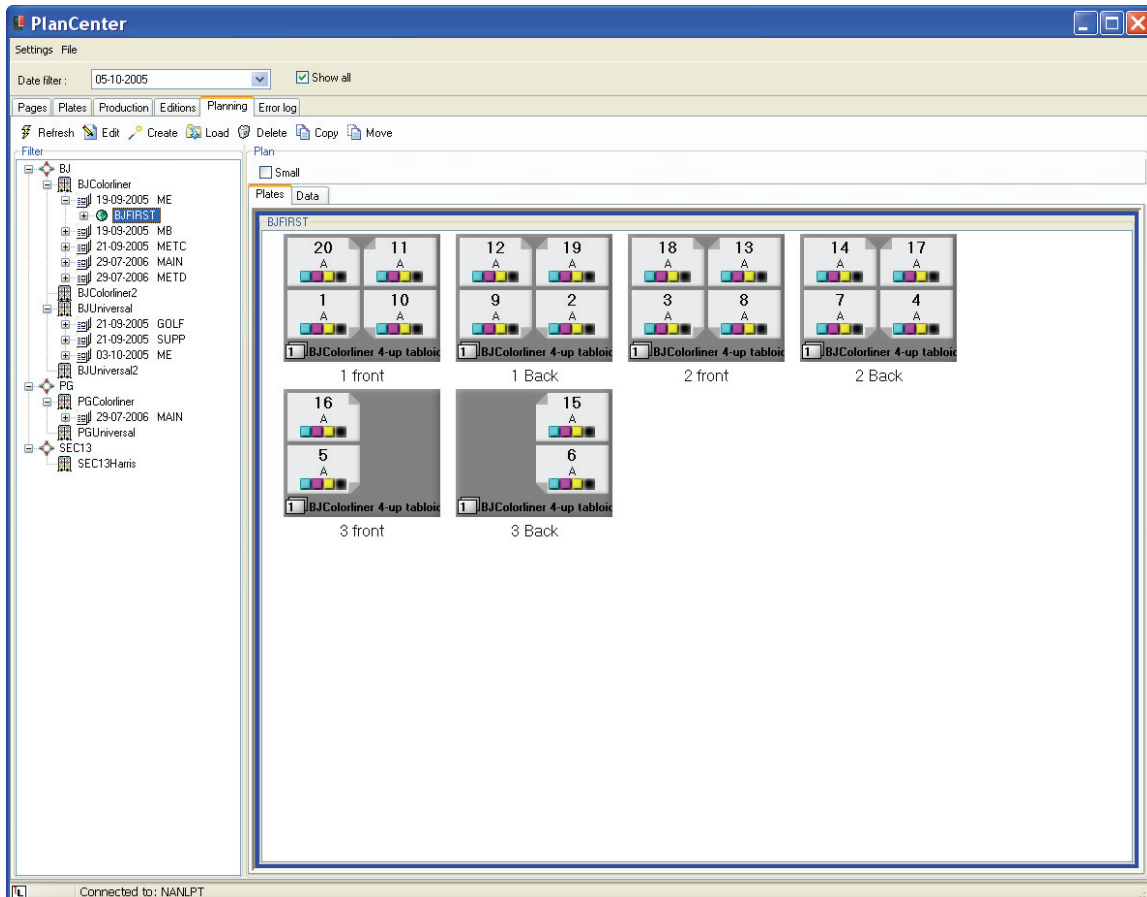 PlanCenter
Settings File
Date filter : 05-10-2005 Show all
Pages Plates Production Editions Planning Error log
Refresh Edit Create Load Delete Copy Move
Filter
BJ
BJColorliner
19-09-2005 ME
BJFIRST
19-09-2005 MB
21-09-2005 METC
29-07-2006 MAIN
29-07-2006 METD
BJColorliner2
BJUniversal
21-09-2005 GOLF
21-09-2005 SUPP
03-10-2005 ME
BJUniversal2
PG
PGColorliner
29-07-2006 MAIN
PGUniversal
SEC13
SEC13Harris
Plan
Small
Plates Data
BJFIRST
20 11 12 19 18 13 14 17
A A A A A A A A
1 10 9 2 3 8 7 4
A A A A A A A A
1 BJColorliner 4-up tabloid 1 BJColorliner 4-up tabloid 1 BJColorliner 4-up tabloid 1 BJColorliner 4-up tabloid
1 front 1 Back 2 front 2 Back
16 15
A A
5 6
A A
1 BJColorliner 4-up tabloid 1 BJColorliner 4-up tabloid
3 front 3 Back
Connected to: NANLPT